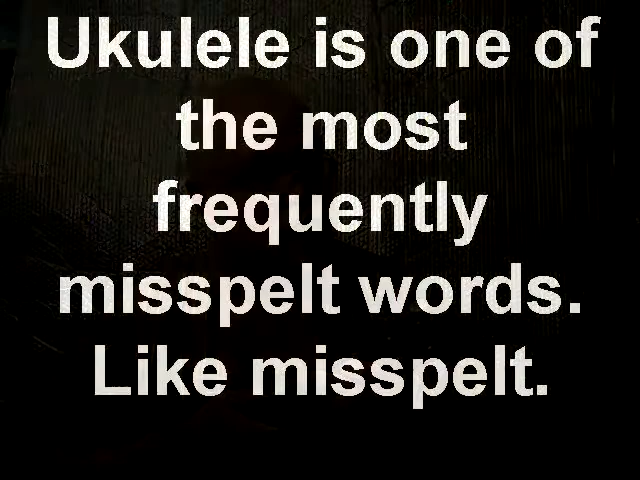 Ukulele is one of
the most
frequently
misspelt words.
Like misspelt.